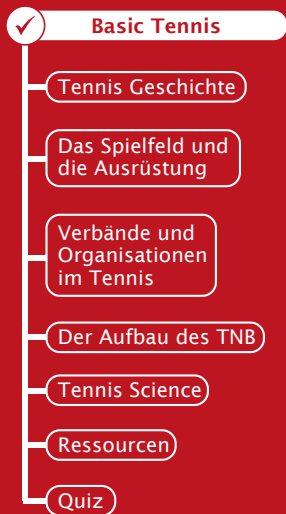 Basic Tennis
Tennis Geschichte
Das Spielfeld und
die Ausrüstung
Verbände und
Organisationen
im Tennis
Der Aufbau des TNB
Tennis Science
Ressourcen
Quiz